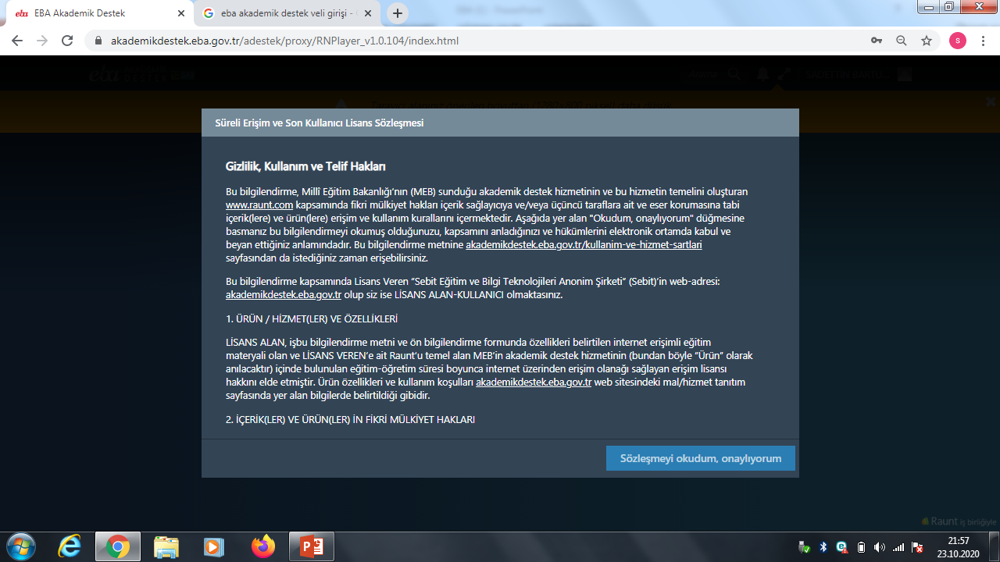 EBA Akademik Destek
eba akademik destek veli girişi -
akademikdestek.eba.gov.tr/adestek/proxy/RNPlayer_v1.0.104/index.html
s
Süreli Erişim ve Son Kullanıcı Lisans Sözleşmesi
Gizlilik, Kullanım ve Telif Hakları
Bu bilgilendirme, Millî Eğitim Bakanlığı'nın (MEB) sunduğu akademik destek hizmetinin ve bu hizmetin temelini oluşturan
www.raunt.com kapsamında fikri mülkiyet hakları içerik sağlayıcıya ve/veya üçüncü taraflara ait ve eser korumasına tabi
içerik(lere) ve ürün(lere) erişim ve kullanım kurallarını içermektedir. Aşağıda yer alan "Okudum, onaylıyorum" düğmesine
basmanız bu bilgilendirmeyi okumuş olduğunuzu, kapsamını anladığınızı ve hükümlerini elektronik ortamda kabul ve
beyan ettiğiniz anlamındadır. Bu bilgilendirme metnine akademikdestek.eba.gov.tr/kullanim-ve-hizmet-sartlari
sayfasından da istediğiniz zaman erişebilirsiniz.
Bu bilgilendirme kapsamında Lisans Veren “Sebit Eğitim ve Bilgi Teknolojileri Anonim Şirketi” (Sebit)’in web-adresi:
akademikdestek.eba.gov.tr olup siz ise LİSANS ALAN-KULLANICI olmaktasınız.
1. ÜRÜN / HİZMET(LER) VE ÖZELLİKLERİ
LİSANS ALAN, işbu bilgilendirme metni ve ön bilgilendirme formunda özellikleri belirtilen internet erişimli eğitim
materyali olan ve LİSANS VEREN’e ait Raunt’u temel alan MEB’in akademik destek hizmetinin (bundan böyle “Ürün” olarak
anılacaktır) içinde bulunulan eğitim-öğretim süresi boyunca internet üzerinden erişim olanağı sağlayan erişim lisansı
hakkını elde etmiştir. Ürün özellikleri ve kullanım koşulları akademikdestek.eba.gov.tr web sitesindeki mal/hizmet tanıtım
sayfasında yer alan bilgilerde belirtildiği gibidir.
2. İÇERİK(LER) VE ÜRÜN(LER) İN FİKRİ MÜLKİYET HAKLARI
Sözleşmeyi okudum, onaylıyorum
Raunt iş birliğiyle
21:57
23.10.2020